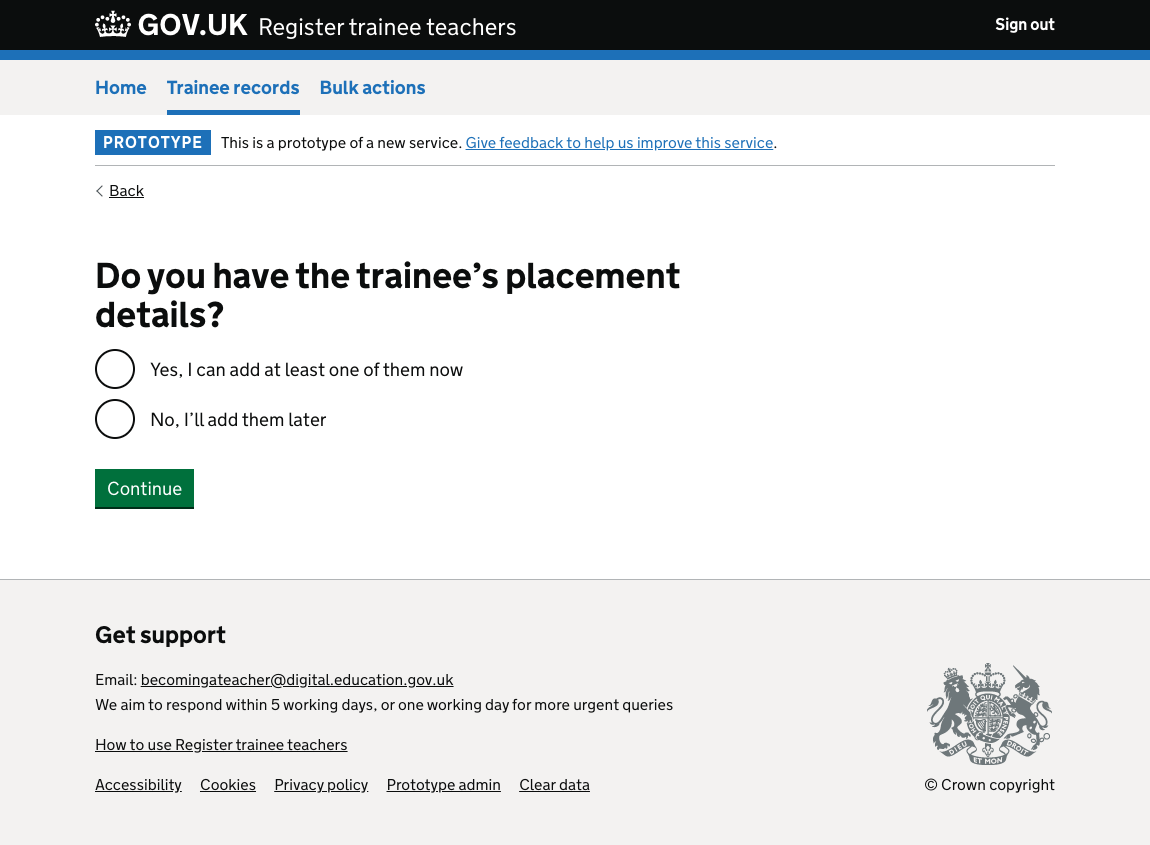 GOV.UK Register trainee teachers
Sign out
Home Trainee records Bulk actions
PROTOTYPE This is a prototype of a new service. Give feedback to help us improve this service.
Back
Do you have the trainee’s placement
details?
Yes, I can add at least one of them now
No, I’ll add them later
Continue
Get support
Email: becomingateacher@digital.education.gov.uk
We aim to respond within 5 working days, or one working day for more urgent queries
How to use Register trainee teachers
Accessibility Cookies Privacy policy Prototype admin Clear data
DIEU ET MON DROIT
© Crown copyright